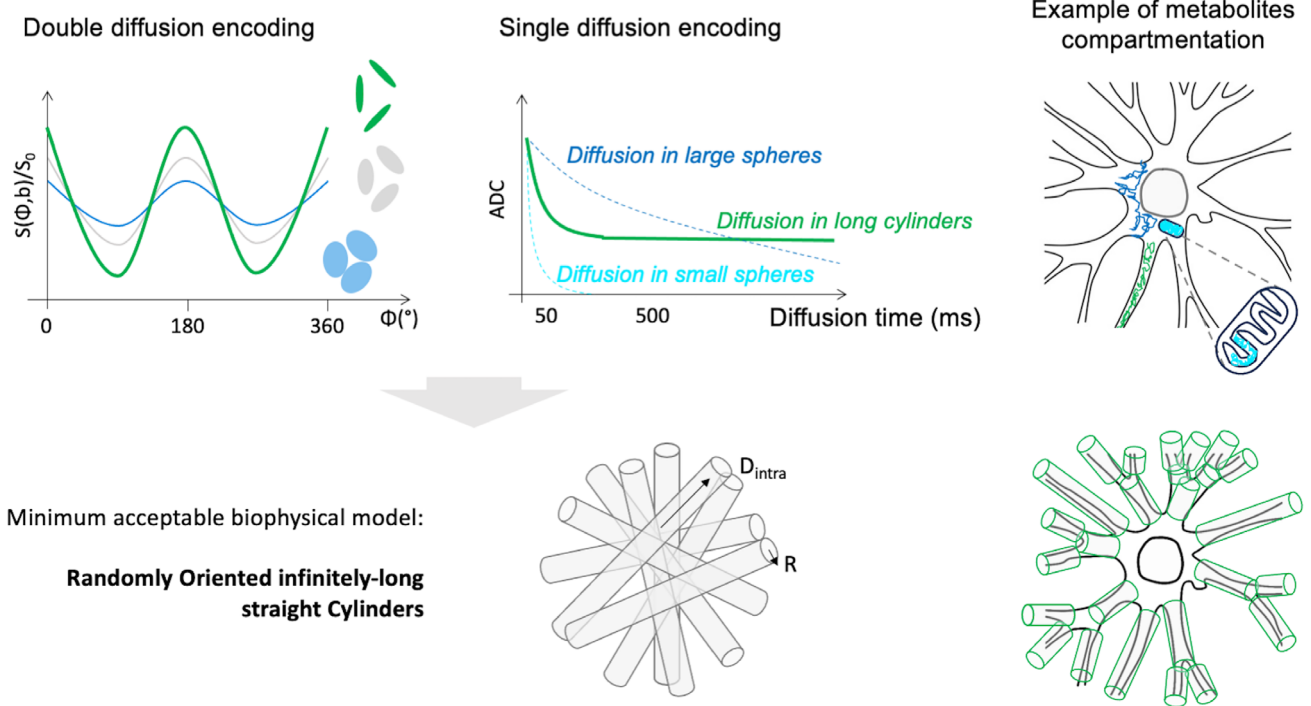 Double diffusion encoding
Single diffusion encoding
Example of metabolites
compartmentation
S(Φ,b)/S₀
0
180
360
Φ(°)
ADC
Diffusion in large spheres
Diffusion in long cylinders
Diffusion in small spheres
50
500
Diffusion time (ms)
Minimum acceptable biophysical model:
Randomly Oriented infinitely-long
straight Cylinders
D_intra
R